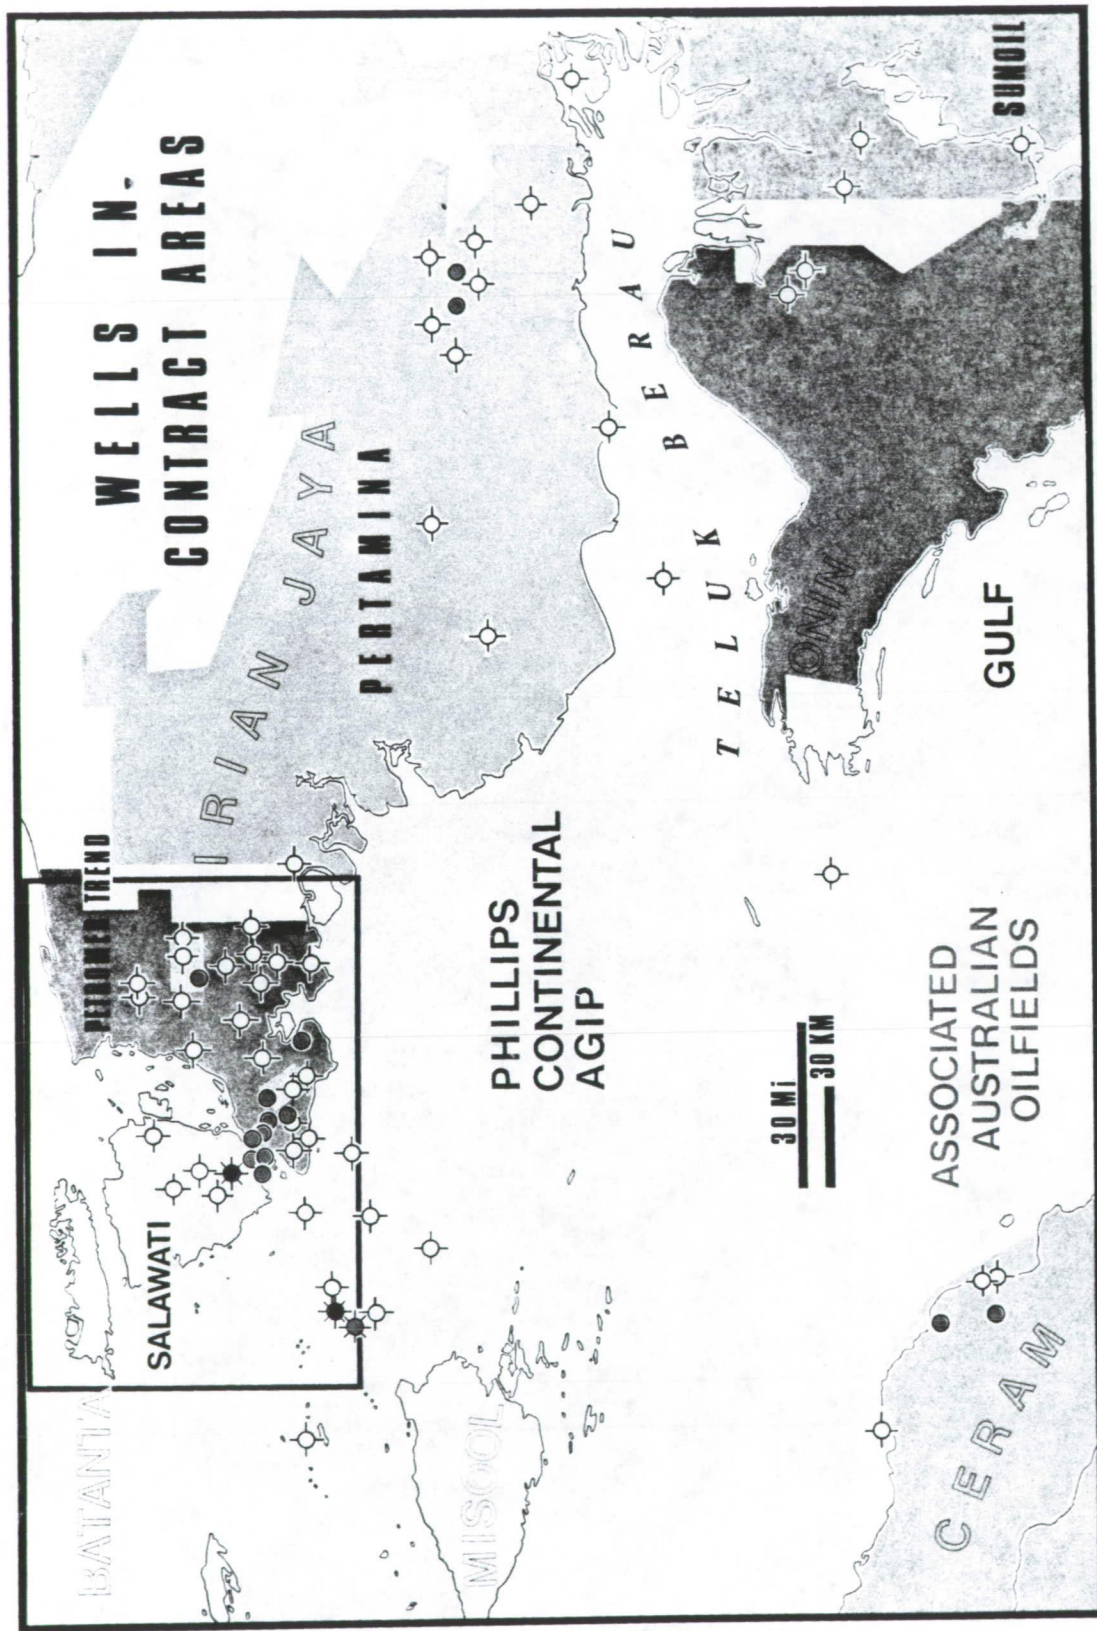 WELLS IN
CONTRACT AREAS
BATANTA
SALAWATI
PETROMER TREND
IRIAN JAYA
PERTAMINA
MISOOL
PHILLIPS
CONTINENTAL
AGIP
TELUK BERAU
ONIN
30 Mi
30 KM
CERAM
ASSOCIATED
AUSTRALIAN
OILFIELDS
GULF
SUNOIL